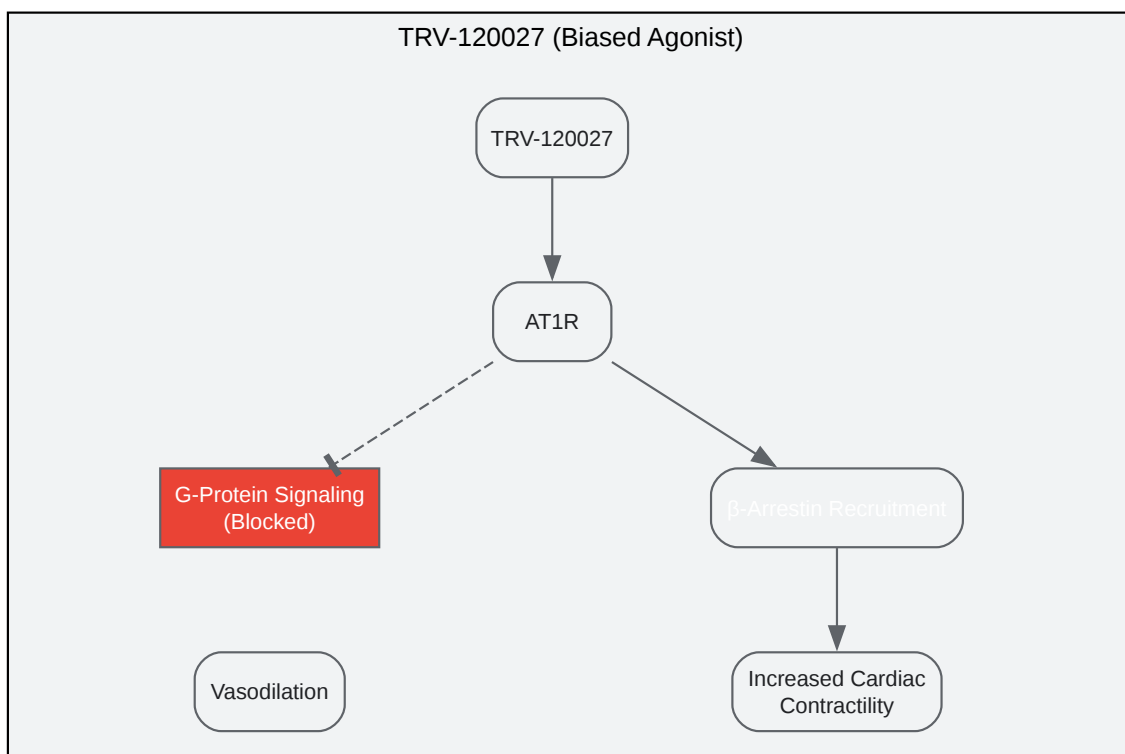 TRV-120027 (Biased Agonist)
TRV-120027
AT1R
G-Protein Signaling
(Blocked)
β-Arrestin Recruitment
Vasodilation
Increased Cardiac
Contractility